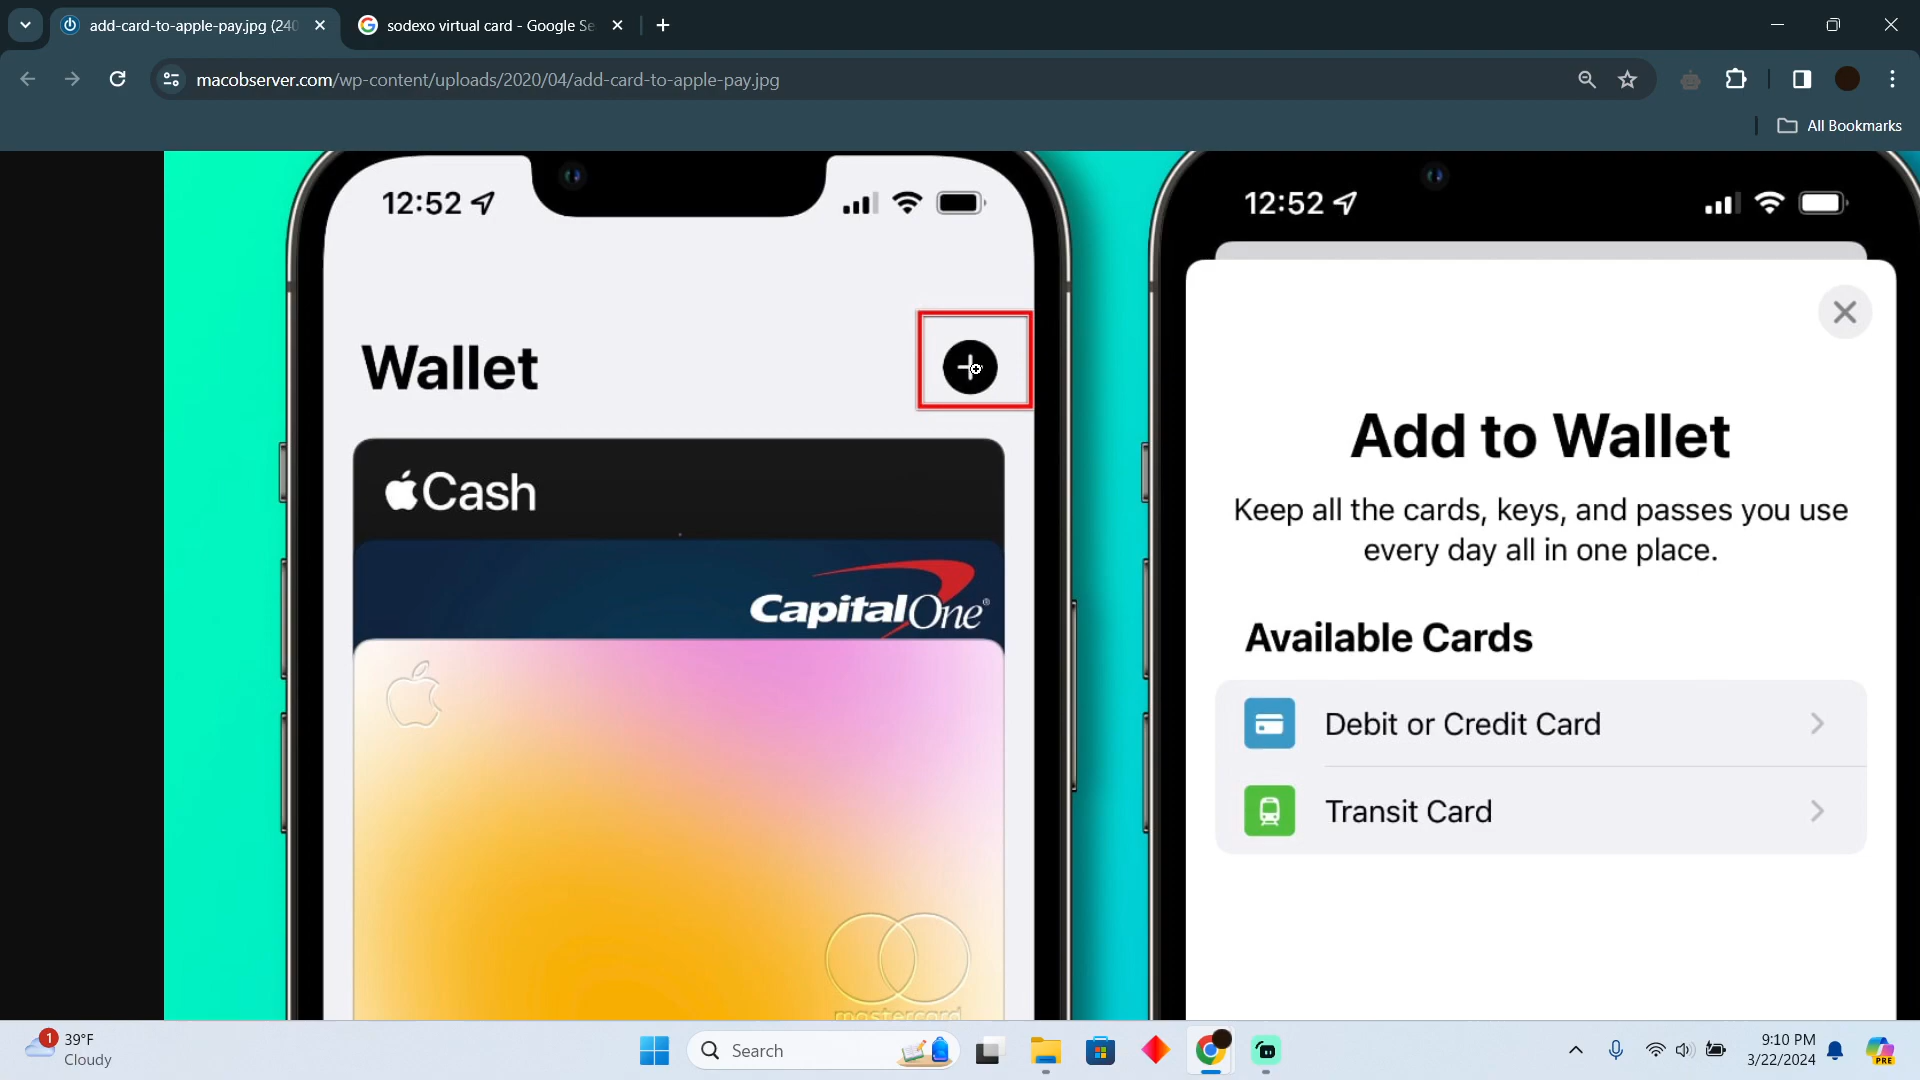 add-card-to-apple-pay.jpg (240
sodexo virtual card - Google Se
macobserver.com/wp-content/uploads/2020/04/add-card-to-apple-pay.jpg
All Bookmarks
12:52
Wallet
Cash
CapitalOne®
mastercard
12:52
Add to Wallet
Keep all the cards, keys, and passes you use
every day all in one place.
Available Cards
Debit or Credit Card
Transit Card
1
39°F
Cloudy
Search
9:10 PM
3/22/2024
PRE